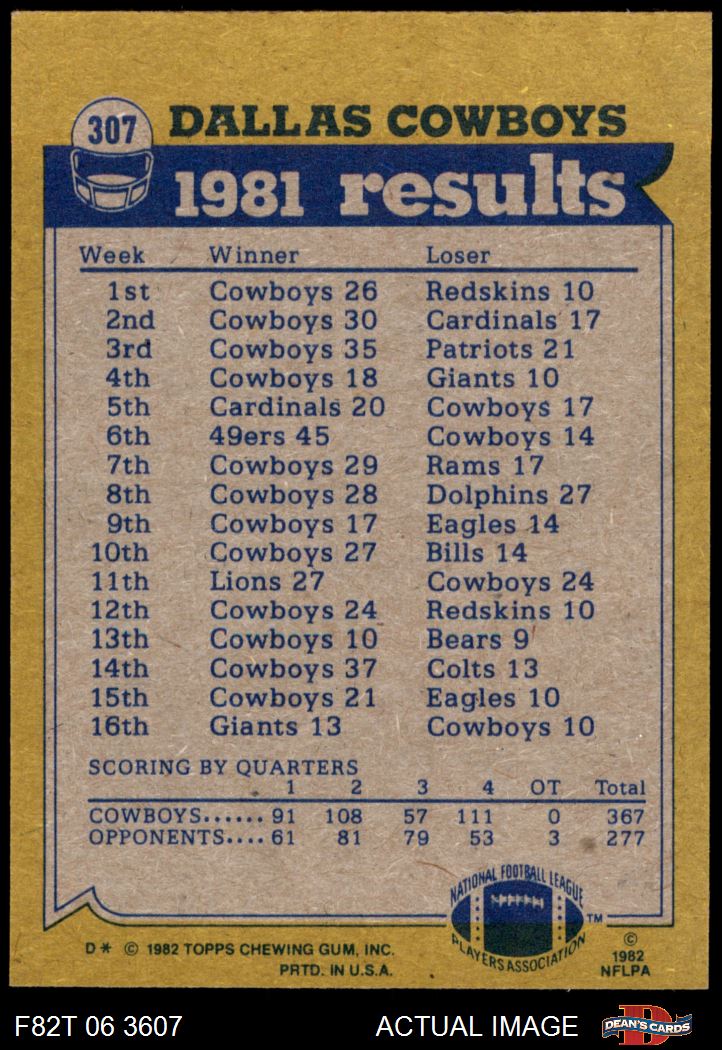 307 DALLAS COWBOYS
1981 results
Week Winner Loser
1st Cowboys 26 Redskins 10
2nd Cowboys 30 Cardinals 17
3rd Cowboys 35 Patriots 21
4th Cowboys 18 Giants 10
5th Cardinals 20 Cowboys 17
6th 49ers 45 Cowboys 14
7th Cowboys 29 Rams 17
8th Cowboys 28 Dolphins 27
9th Cowboys 17 Eagles 14
10th Cowboys 27 Bills 14
11th Lions 27 Cowboys 24
12th Cowboys 24 Redskins 10
13th Cowboys 10 Bears 9
14th Cowboys 37 Colts 13
15th Cowboys 21 Eagles 10
16th Giants 13 Cowboys 10
SCORING BY QUARTERS
1 2 3 4 OT Total
COWBOYS...... 91 108 57 111 0 367
OPPONENTS.... 61 81 79 53 3 277
NATIONAL FOOTBALL LEAGUE
PLAYERS ASSOCIATION ™
D * © 1982 TOPPS CHEWING GUM, INC.
PRTD. IN U.S.A.
©
1982
NFLPA
F82T 06 3607 ACTUAL IMAGE DEAN'S CARDS